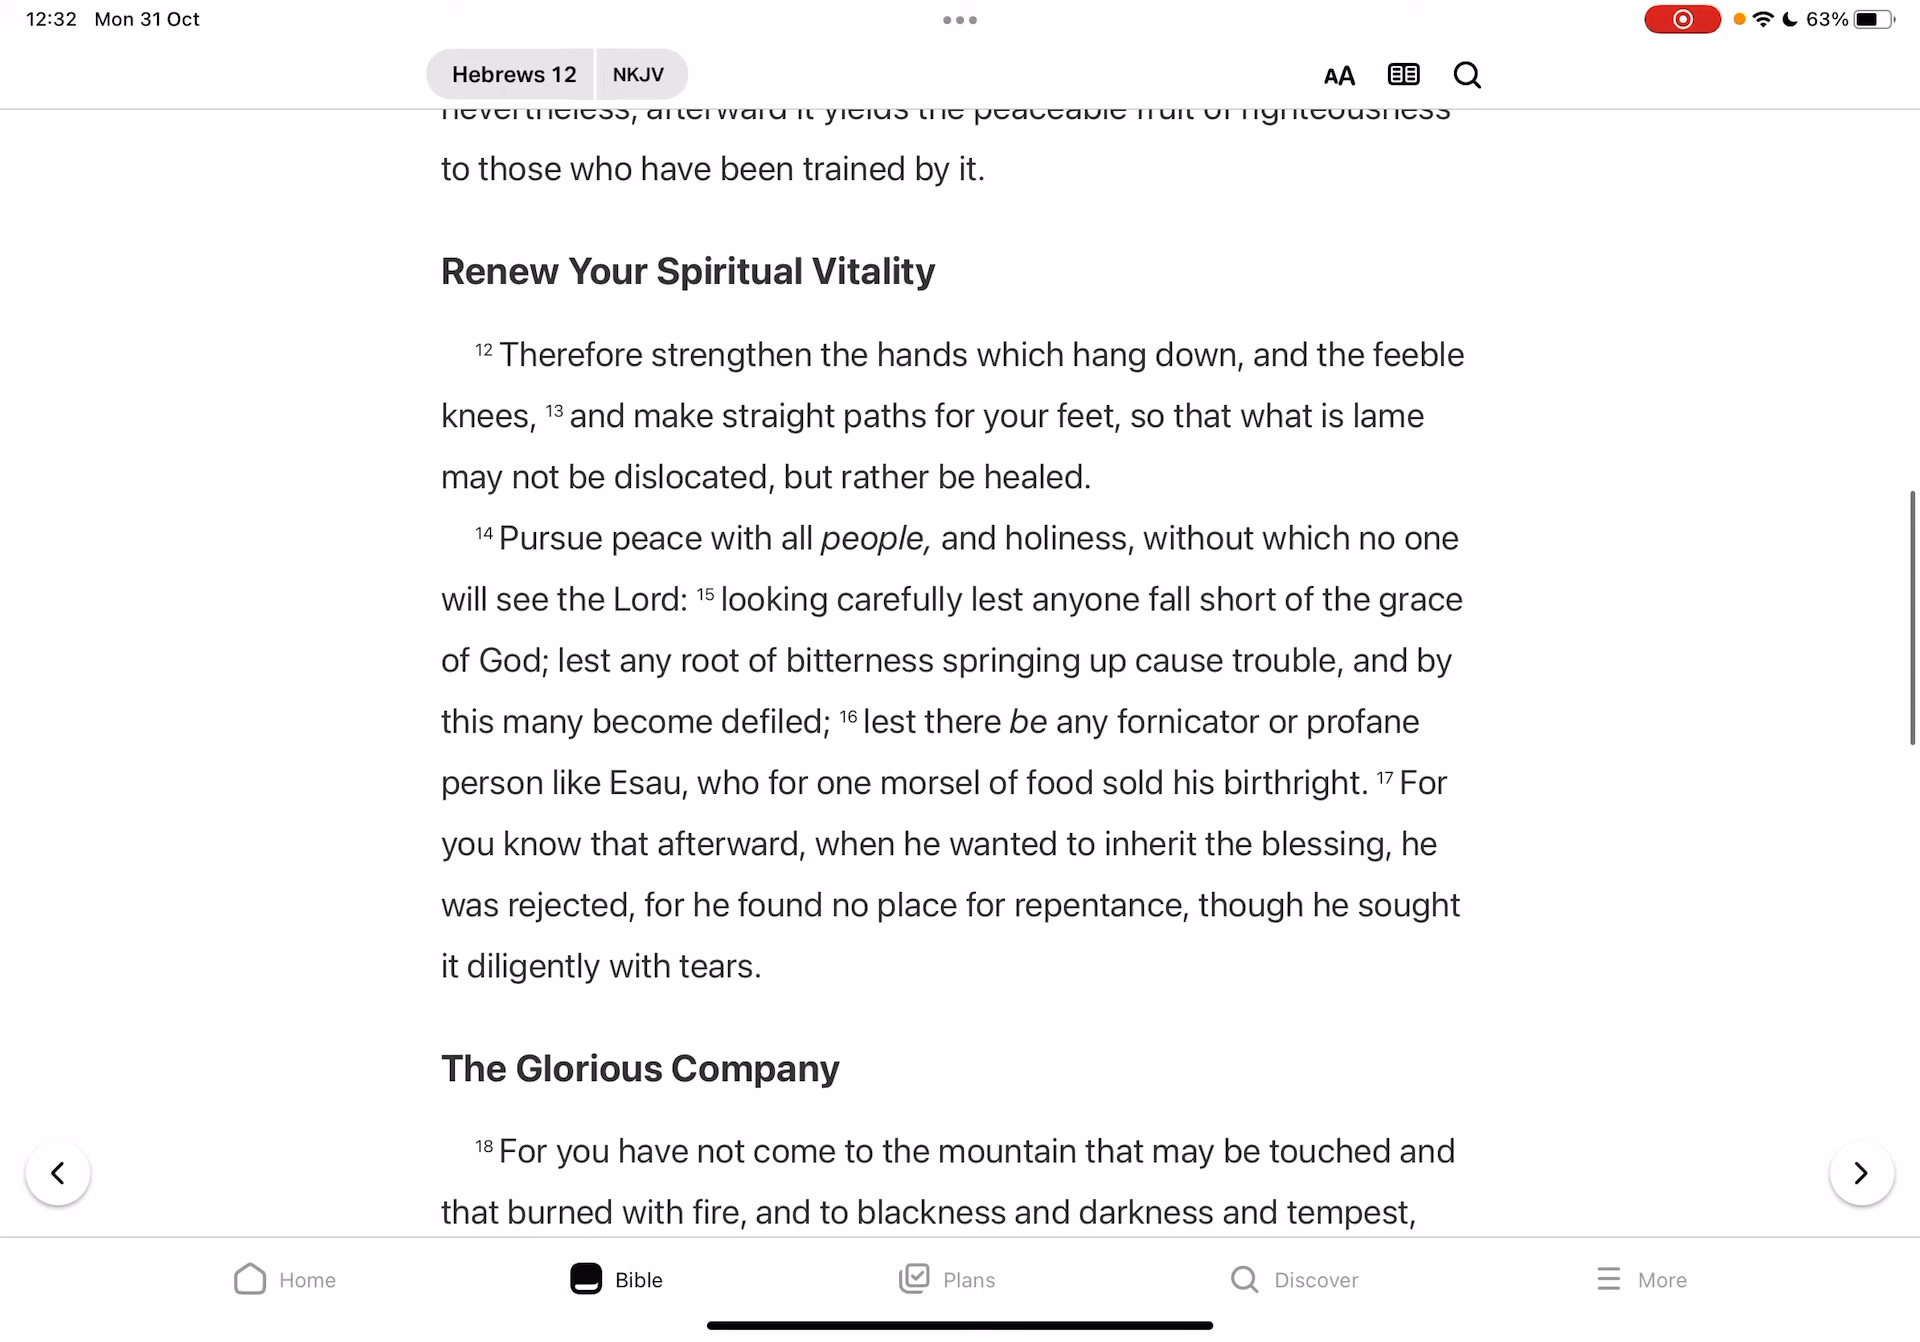 12:32 Mon 31 Oct
63%
Hebrews 12 NKJV
AA
nevertheless, afterward it yields the peaceable fruit of righteousness
to those who have been trained by it.
Renew Your Spiritual Vitality
12 Therefore strengthen the hands which hang down, and the feeble
knees, 13 and make straight paths for your feet, so that what is lame
may not be dislocated, but rather be healed.
14 Pursue peace with all people, and holiness, without which no one
will see the Lord: 15 looking carefully lest anyone fall short of the grace
of God; lest any root of bitterness springing up cause trouble, and by
this many become defiled; 16 lest there be any fornicator or profane
person like Esau, who for one morsel of food sold his birthright. 17 For
you know that afterward, when he wanted to inherit the blessing, he
was rejected, for he found no place for repentance, though he sought
it diligently with tears.
The Glorious Company
18 For you have not come to the mountain that may be touched and
that burned with fire, and to blackness and darkness and tempest,
Home Bible Plans Discover More